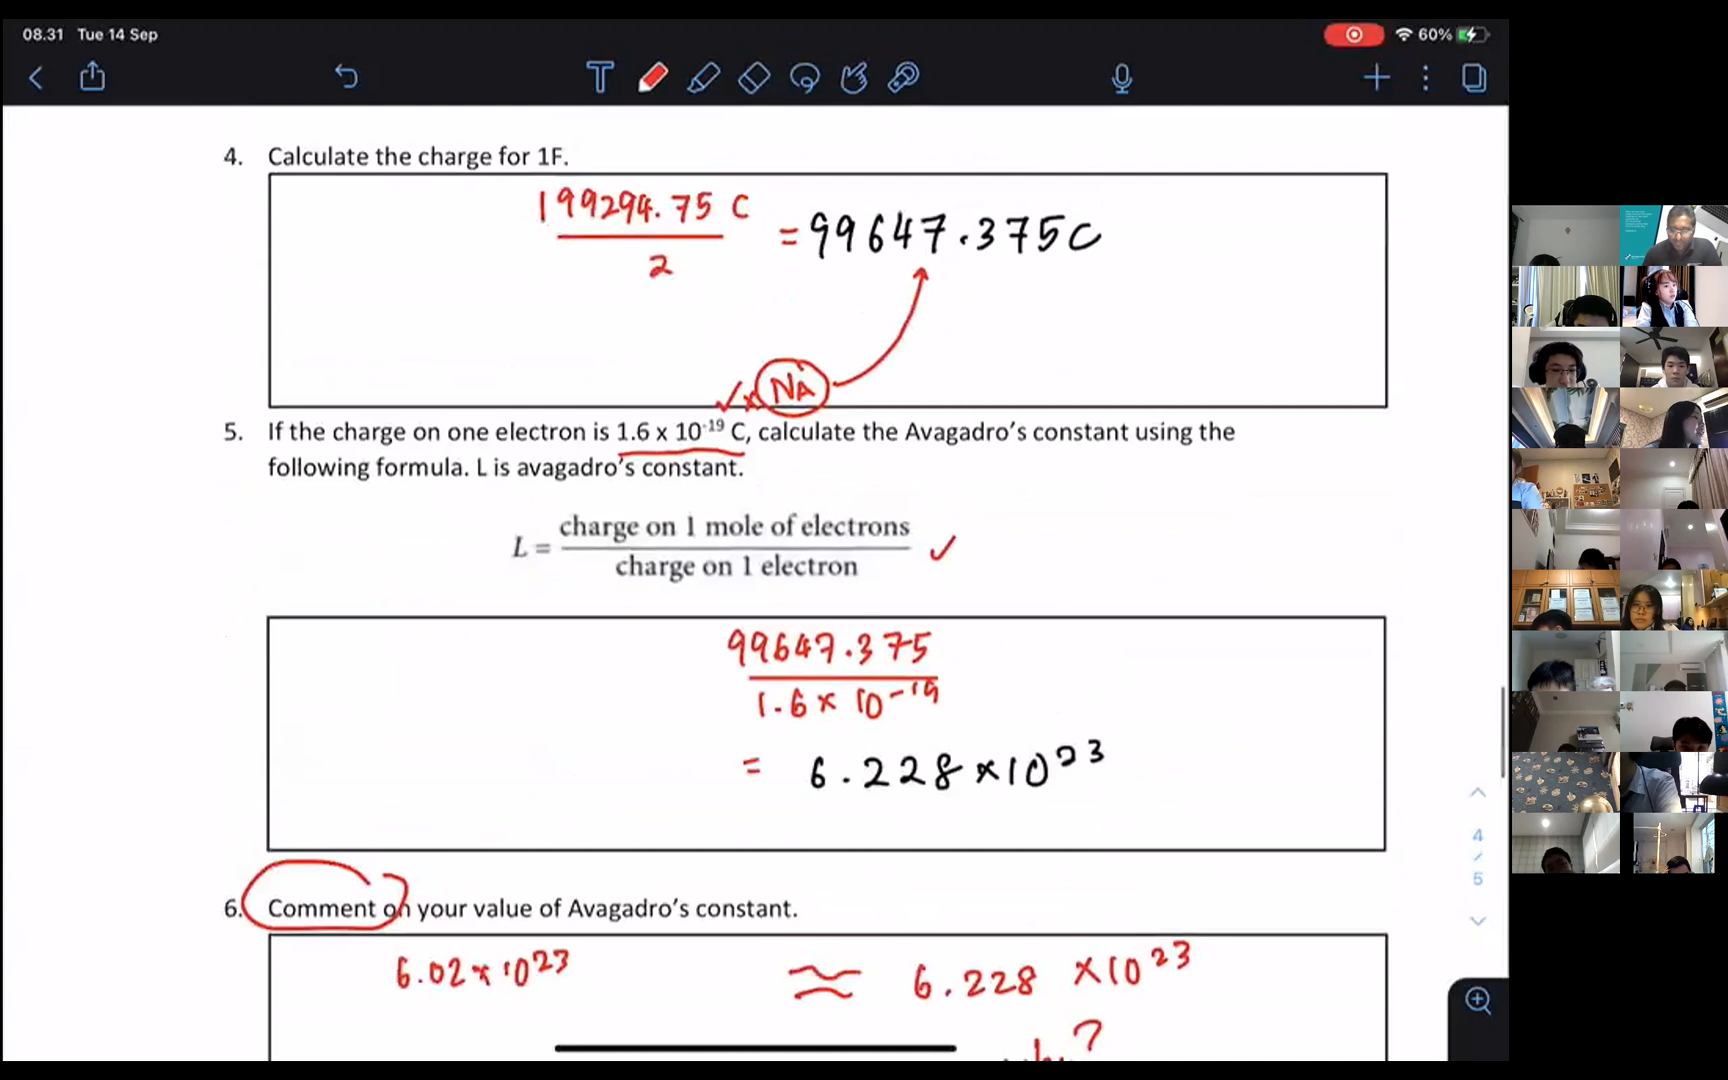 08.31 Tue 14 Sep
60%
4. Calculate the charge for 1F.
199294.75 C
2
= 99647.375C
✓ × NA
5. If the charge on one electron is 1.6 x 10⁻¹⁹ C, calculate the Avagadro's constant using the
following formula. L is avagadro's constant.
L = charge on 1 mole of electrons ✓
charge on 1 electron
99647.375
1.6 × 10⁻¹⁹
= 6.228 × 10²³
6. Comment on your value of Avagadro's constant.
6.02 × 10²³ ≈ 6.228 × 10²³
?
4
/
5